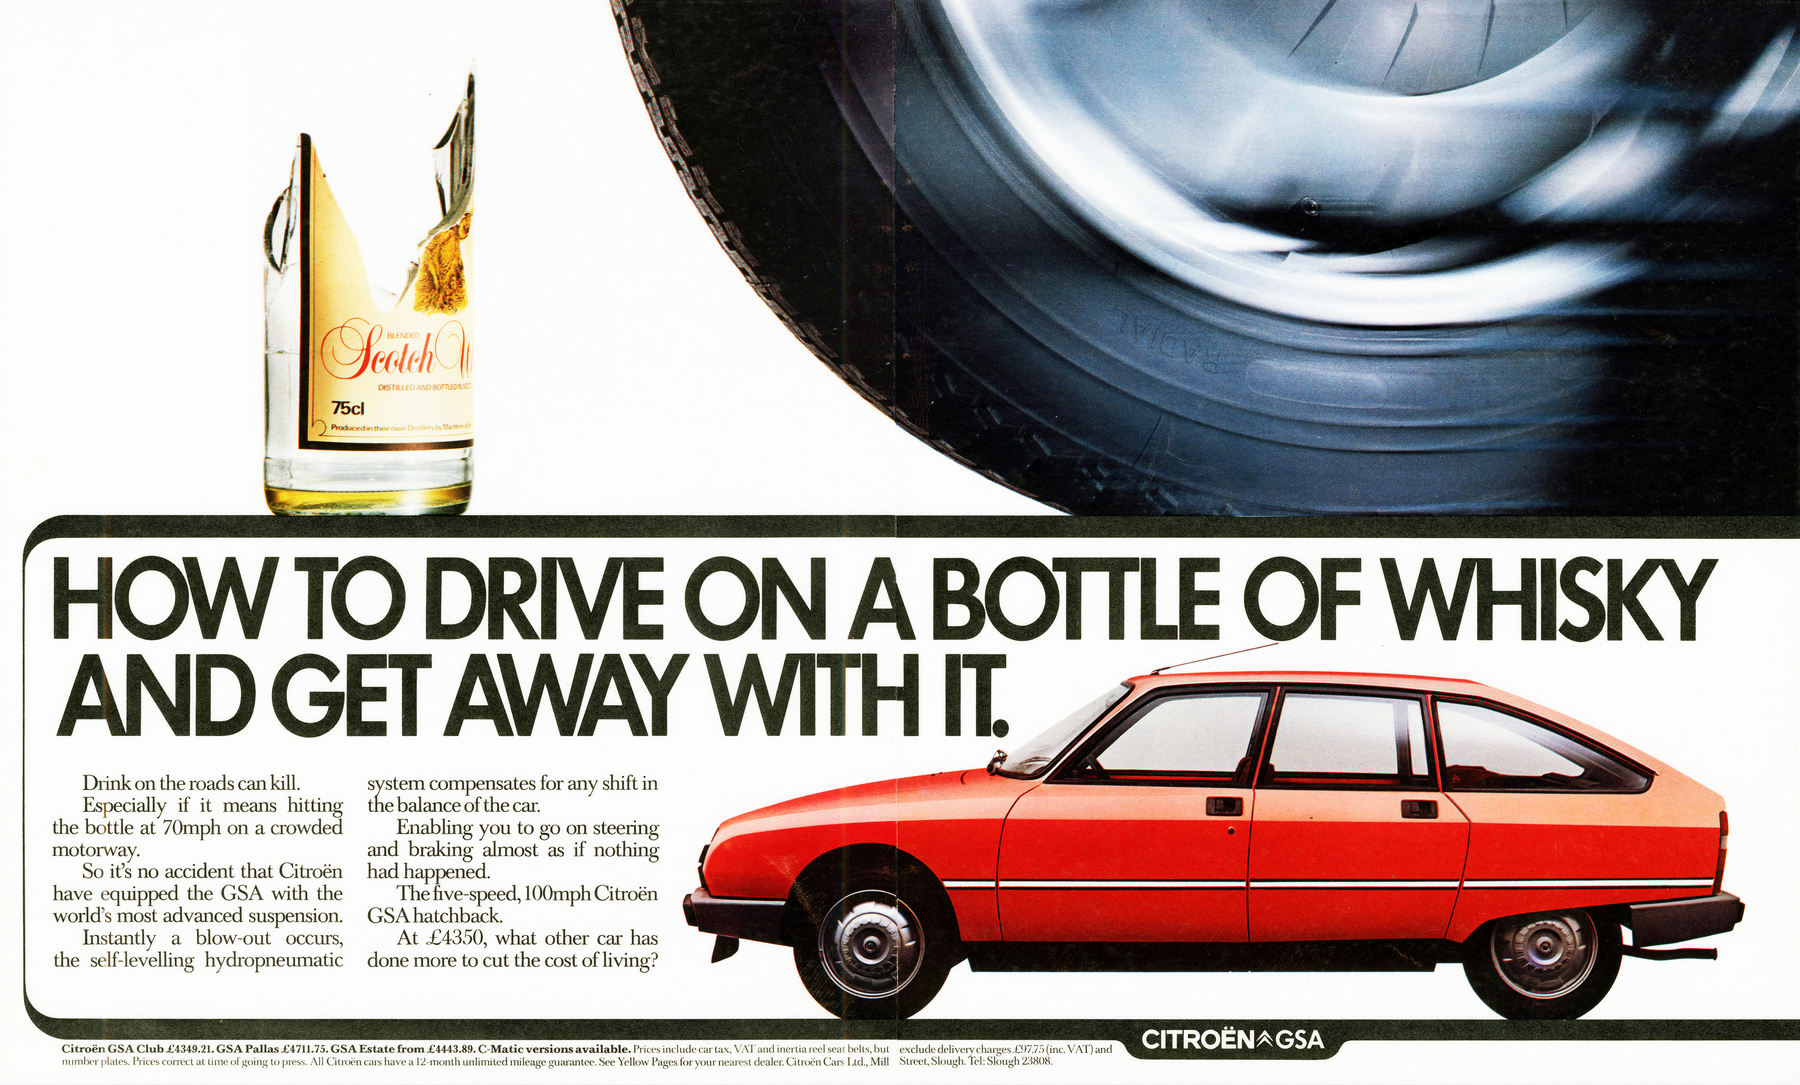 RADIAL
BLENDED
Scotch W
DISTILLED AND BOTTLED IN SCOT
75cl
Produced in their own Distillery by
HOW TO DRIVE ON A BOTTLE OF WHISKY
AND GET AWAY WITH IT.
Drink on the roads can kill.
Especially if it means hitting
the bottle at 70mph on a crowded
motorway.
So it's no accident that Citroën
have equipped the GSA with the
world's most advanced suspension.
Instantly a blow-out occurs,
the self-levelling hydropneumatic
system compensates for any shift in
the balance of the car.
Enabling you to go on steering
and braking almost as if nothing
had happened.
The five-speed, 100mph Citroën
GSA hatchback.
At £4350, what other car has
done more to cut the cost of living?
CITROËN GSA
Citroën GSA Club £4349.21. GSA Pallas £4711.75. GSA Estate from £4443.89. C-Matic versions available. Prices include car tax, VAT and inertia reel seat belts, but
number plates. Prices correct at time of going to press. All Citroën cars have a 12-month unlimited mileage guarantee. See Yellow Pages for your nearest dealer. Citroën Cars Ltd., Mill
exclude delivery charges £97.75 (inc. VAT) and
Street, Slough. Tel: Slough 23808.